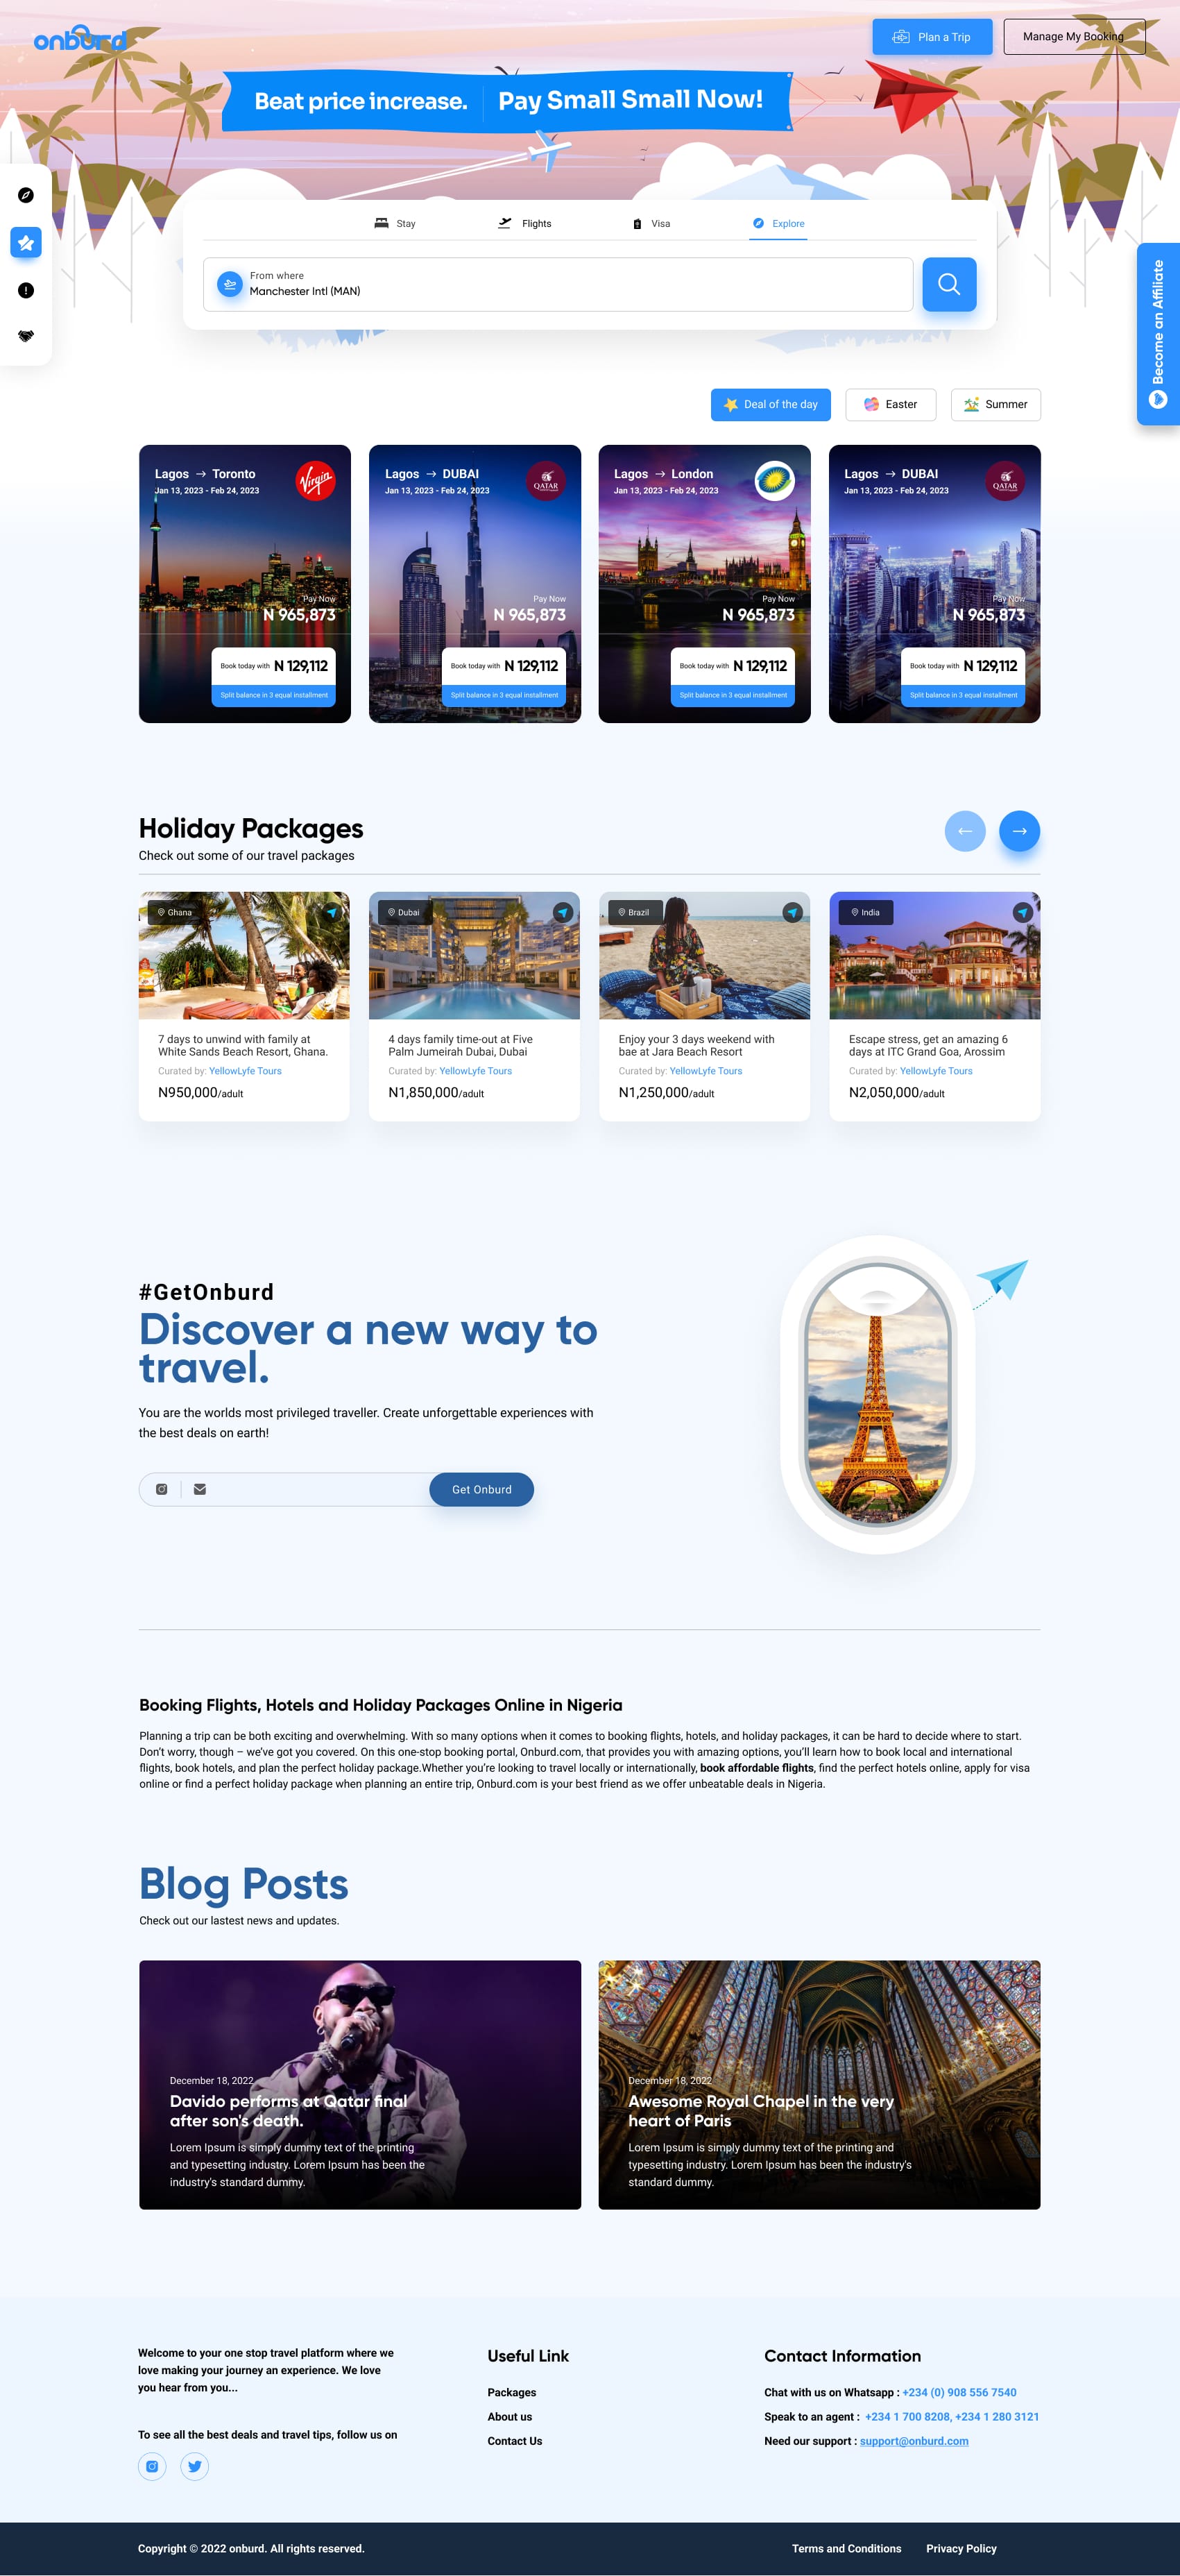 onburd
Plan a Trip
Manage My Booking
Beat price increase.
Pay Small Small Now!
Stay
Flights
Visa
Explore
From where
Manchester Intl (MAN)
Become an Affiliate
Deal of the day
Easter
Summer
Lagos → Toronto
Jan 13, 2023 - Feb 24, 2023
Virgin
Pay Now
N 965,873
Book today with N 129,112
Split balance in 3 equal installment
Lagos → DUBAI
Jan 13, 2023 - Feb 24, 2023
QATAR
Pay Now
N 965,873
Book today with N 129,112
Split balance in 3 equal installment
Lagos → London
Jan 13, 2023 - Feb 24, 2023
Pay Now
N 965,873
Book today with N 129,112
Split balance in 3 equal installment
Lagos → DUBAI
Jan 13, 2023 - Feb 24, 2023
QATAR
Pay Now
N 965,873
Book today with N 129,112
Split balance in 3 equal installment
Holiday Packages
Check out some of our travel packages
Ghana
7 days to unwind with family at
White Sands Beach Resort, Ghana.
Curated by: YellowLyfe Tours
N950,000/adult
Dubai
4 days family time-out at Five
Palm Jumeirah Dubai, Dubai
Curated by: YellowLyfe Tours
N1,850,000/adult
Brazil
Enjoy your 3 days weekend with
bae at Jara Beach Resort
Curated by: YellowLyfe Tours
N1,250,000/adult
India
Escape stress, get an amazing 6
days at ITC Grand Goa, Arossim
Curated by: YellowLyfe Tours
N2,050,000/adult
#GetOnburd
Discover a new way to
travel.
You are the worlds most privileged traveller. Create unforgettable experiences with
the best deals on earth!
Get Onburd
Booking Flights, Hotels and Holiday Packages Online in Nigeria
Planning a trip can be both exciting and overwhelming. With so many options when it comes to booking flights, hotels, and holiday packages, it can be hard to decide where to start.
Don't worry, though – we've got you covered. On this one-stop booking portal, Onburd.com, that provides you with amazing options, you'll learn how to book local and international
flights, book hotels, and plan the perfect holiday package.Whether you're looking to travel locally or internationally, book affordable flights, find the perfect hotels online, apply for visa
online or find a perfect holiday package when planning an entire trip, Onburd.com is your best friend as we offer unbeatable deals in Nigeria.
Blog Posts
Check out our lastest news and updates.
December 18, 2022
Davido performs at Qatar final
after son's death.
Lorem Ipsum is simply dummy text of the printing
and typesetting industry. Lorem Ipsum has been the
industry's standard dummy.
December 18, 2022
Awesome Royal Chapel in the very
heart of Paris
Lorem Ipsum is simply dummy text of the printing and
typesetting industry. Lorem Ipsum has been the industry's
standard dummy.
Welcome to your one stop travel platform where we
love making your journey an experience. We love
you hear from you...
To see all the best deals and travel tips, follow us on
Useful Link
Packages
About us
Contact Us
Contact Information
Chat with us on Whatsapp : +234 (0) 908 556 7540
Speak to an agent : +234 1 700 8208, +234 1 280 3121
Need our support : support@onburd.com
Copyright © 2022 onburd. All rights reserved.
Terms and Conditions
Privacy Policy